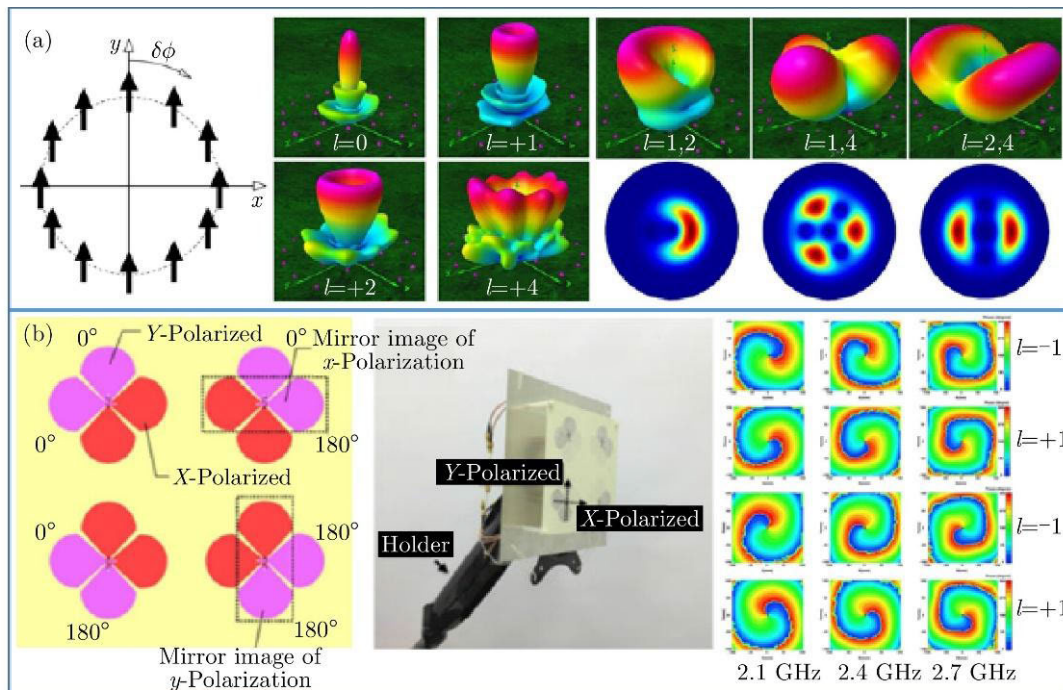 (a)
y
δϕ
x
l=0
l=+1
l=1,2
l=1,4
l=2,4
l=+2
l=+4
(b)
0°
Y-Polarized
0°
Mirror image of
x-Polarization
0°
X-Polarized
180°
0°
180°
180°
180°
Mirror image of
y-Polarization
Y-Polarized
X-Polarized
Holder
l=-1
l=+1
l=-1
l=+1
2.1 GHz
2.4 GHz
2.7 GHz